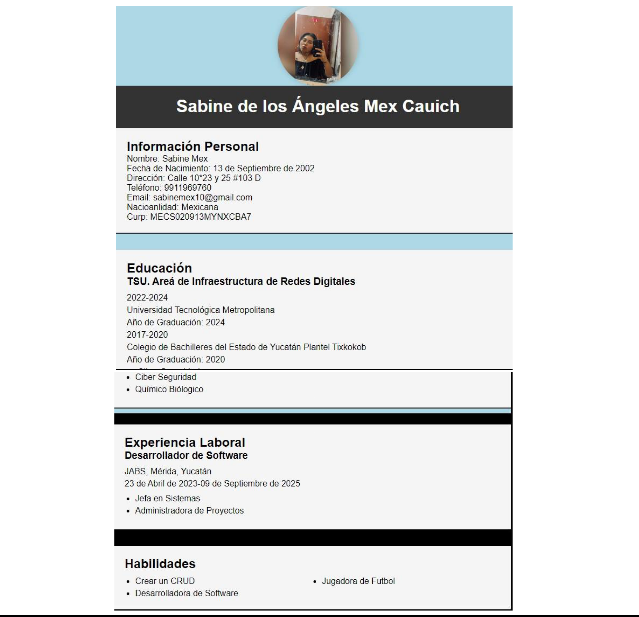 Sabine de los Ángeles Mex Cauich
Información Personal
Nombre: Sabine Mex
Fecha de Nacimiento: 13 de Septiembre de 2002
Dirección: Calle 10*23 y 25 #103 D
Teléfono: 9911969760
Email: sabinemex10@gmail.com
Nacioanlidad: Mexicana
Curp: MECS020913MYNXCBA7
Educación
TSU. Areá de Infraestructura de Redes Digitales
2022-2024
Universidad Tecnológica Metropolitana
Año de Graduación: 2024
2017-2020
Colegio de Bachilleres del Estado de Yucatán Plantel Tixkokob
Año de Graduación: 2020
• Ciber Seguridad
• Químico Biólogico
Experiencia Laboral
Desarrollador de Software
JABS, Mérida, Yucatán
23 de Abril de 2023-09 de Septiembre de 2025
• Jefa en Sistemas
• Administradora de Proyectos
Habilidades
• Crear un CRUD
• Desarrolladora de Software
• Jugadora de Futbol